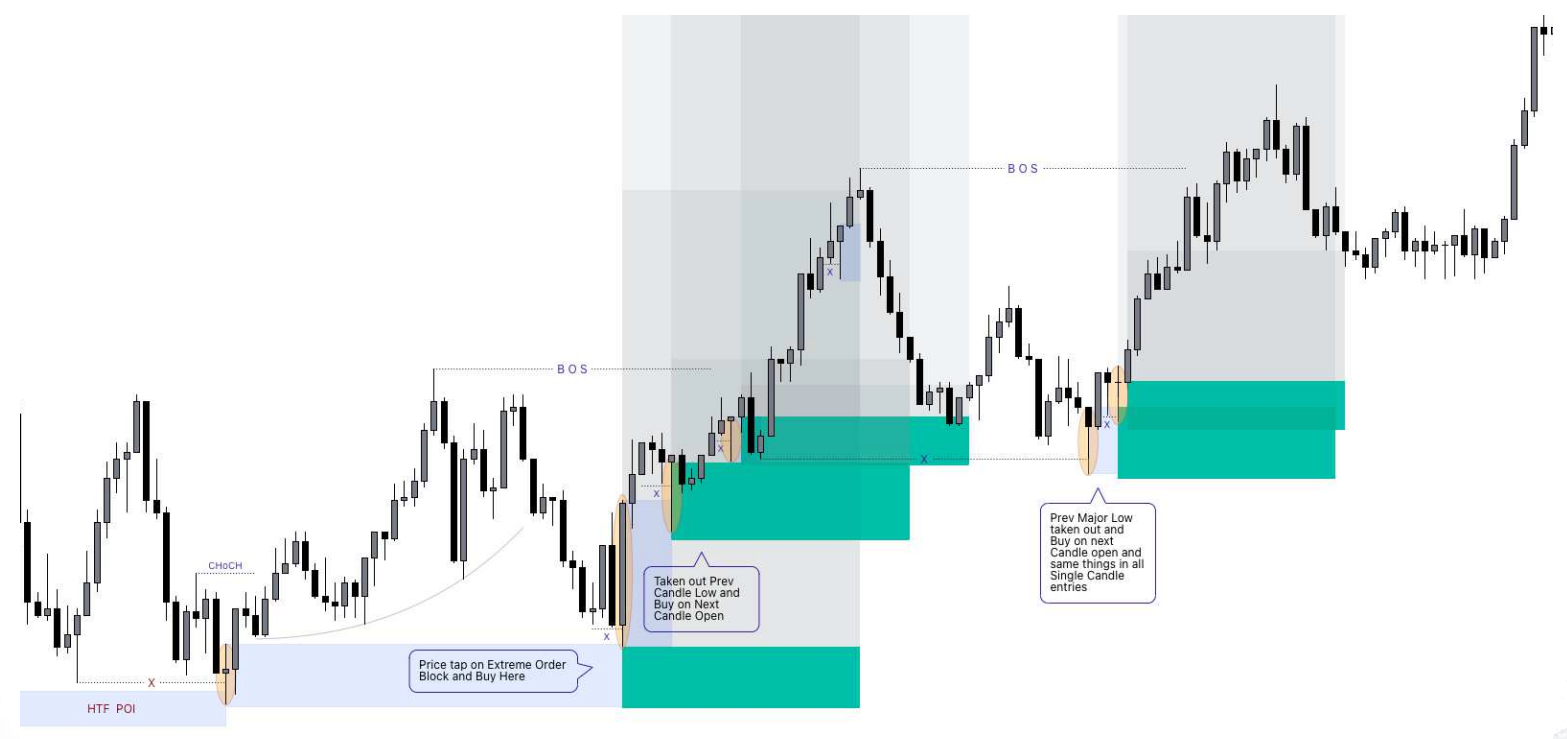 BOS
BOS
X
CHoCH
X
X
X
X
X
X
X
HTF POI
Price tap on Extreme Order
Block and Buy Here
Taken out Prev
Candle Low and
Buy on Next
Candle Open
Prev Major Low
taken out and
Buy on next
Candle open and
same things in all
Single Candle
entries